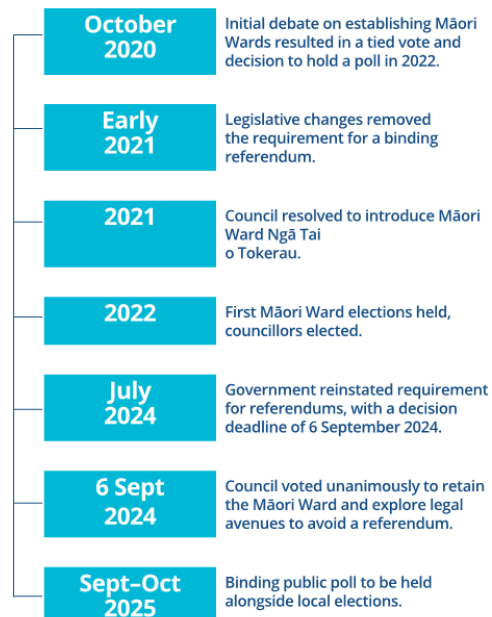 October
2020
Initial debate on establishing Māori
Wards resulted in a tied vote and
decision to hold a poll in 2022.
Early
2021
Legislative changes removed
the requirement for a binding
referendum.
2021
Council resolved to introduce Māori
Ward Ngā Tai
o Tokerau.
2022
First Māori Ward elections held,
councillors elected.
July
2024
Government reinstated requirement
for referendums, with a decision
deadline of 6 September 2024.
6 Sept
2024
Council voted unanimously to retain
the Māori Ward and explore legal
avenues to avoid a referendum.
Sept–Oct
2025
Binding public poll to be held
alongside local elections.